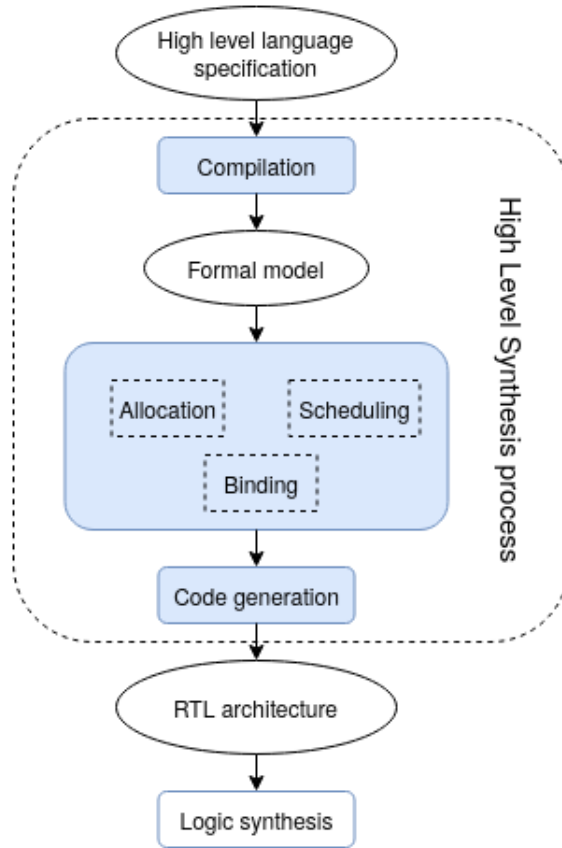 High level language
specification
Compilation
Formal model
Allocation
Scheduling
Binding
Code generation
RTL architecture
Logic synthesis
High Level Synthesis process